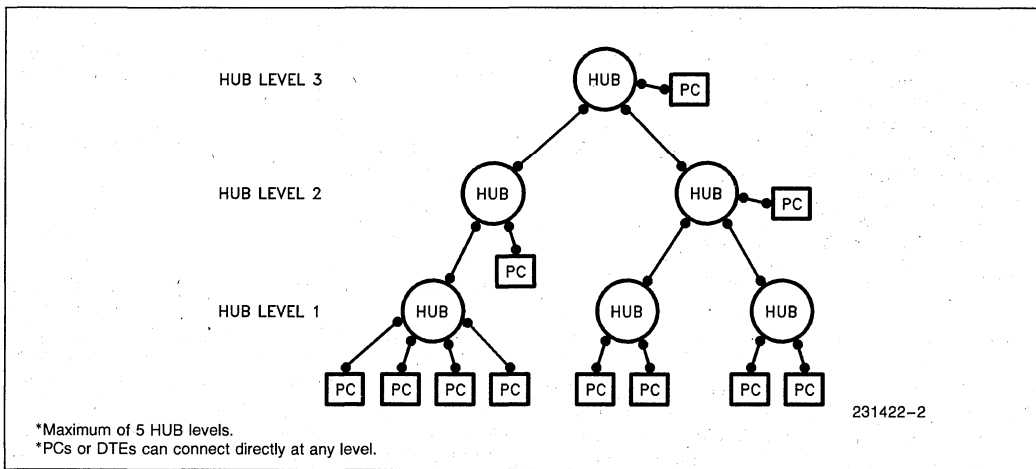 HUB LEVEL 3
HUB
PC
HUB LEVEL 2
HUB
HUB
PC
PC
HUB LEVEL 1
HUB
HUB
HUB
PC
PC
PC
PC
PC
PC
PC
PC
231422–2
*Maximum of 5 HUB levels.
*PCs or DTEs can connect directly at any level.